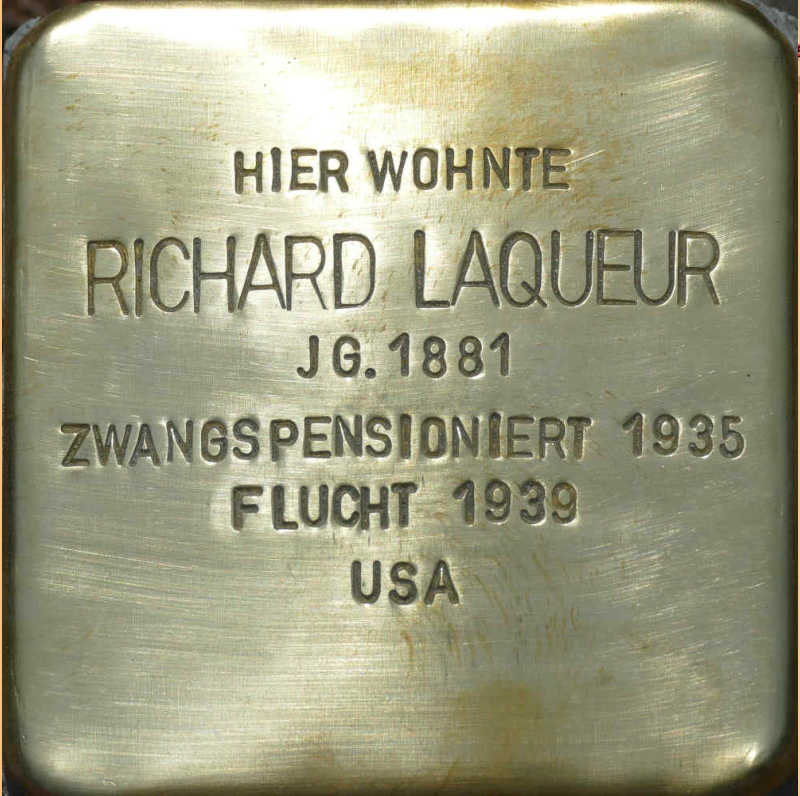 HIER WOHNTE
RICHARD LAQUEUR
JG. 1881
ZWANGSPENSIONIERT 1935
FLUCHT 1939
USA